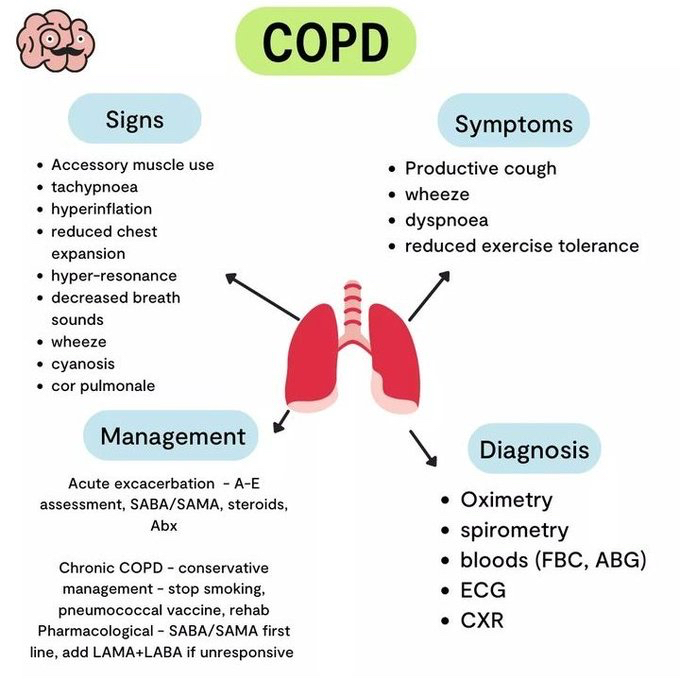 COPD
Signs
Accessory muscle use
tachypnoea
hyperinflation
reduced chest
expansion
hyper-resonance
decreased breath
sounds
wheeze
cyanosis
cor pulmonale
Symptoms
Productive cough
wheeze
dyspnoea
reduced exercise tolerance
Management
Acute excacerbation - A-E
assessment, SABA/SAMA, steroids,
Abx
Chronic COPD - conservative
management - stop smoking,
pneumococcal vaccine, rehab
Pharmacological - SABA/SAMA first
line, add LAMA+LABA if unresponsive
Diagnosis
Oximetry
spirometry
bloods (FBC, ABG)
ECG
CXR